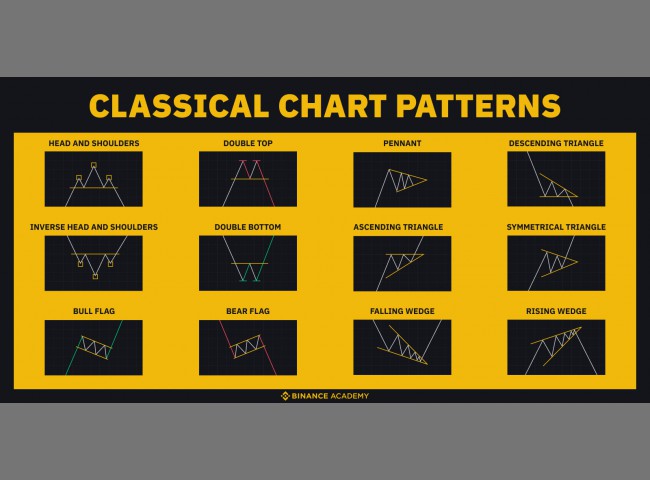 CLASSICAL CHART PATTERNS
HEAD AND SHOULDERS
DOUBLE TOP
PENNANT
DESCENDING TRIANGLE
INVERSE HEAD AND SHOULDERS
DOUBLE BOTTOM
ASCENDING TRIANGLE
SYMMETRICAL TRIANGLE
BULL FLAG
BEAR FLAG
FALLING WEDGE
RISING WEDGE
BINANCE ACADEMY